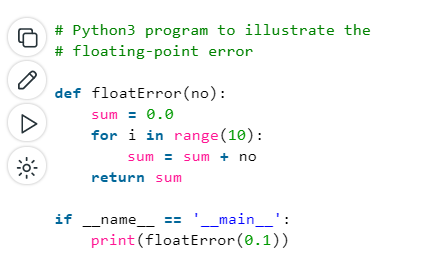 # Python3 program to illustrate the
# floating-point error
def floatError(no):
    sum = 0.0
    for i in range(10):
        sum = sum + no
    return sum
if __name__ == '__main__':
    print(floatError(0.1))